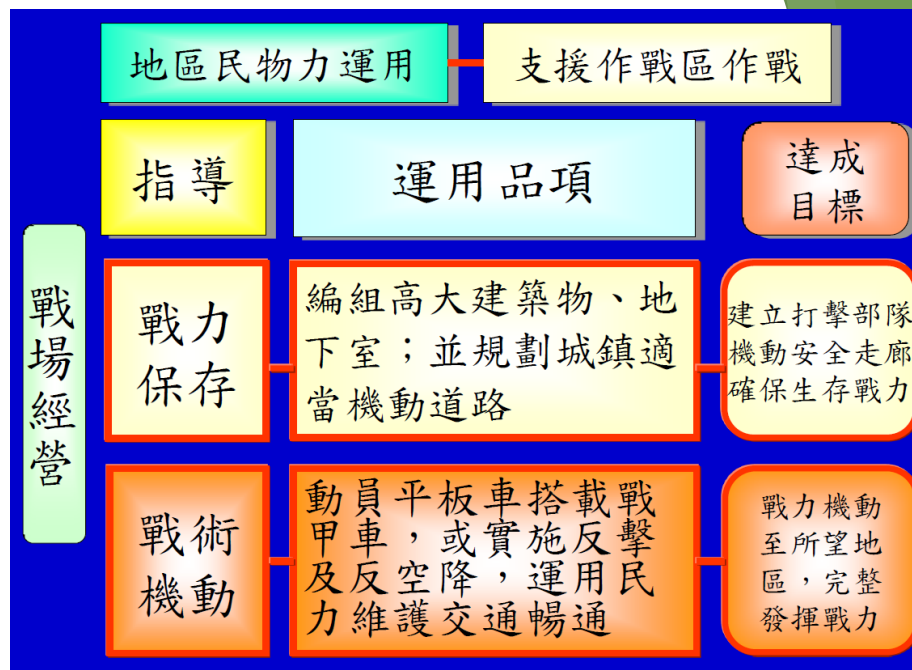 地區民物力運用
支援作戰區作戰
指導
運用品項
達成
目標
戰場經營
戰力
保存
編組高大建築物、地
下室；並規劃城鎮適
當機動道路
建立打擊部隊
機動安全走廊
確保生存戰力
戰術
機動
動員平板車搭載戰
甲車，或實施反擊
及反空降，運用民
力維護交通暢通
戰力機動
至所望地
區，完整
發揮戰力